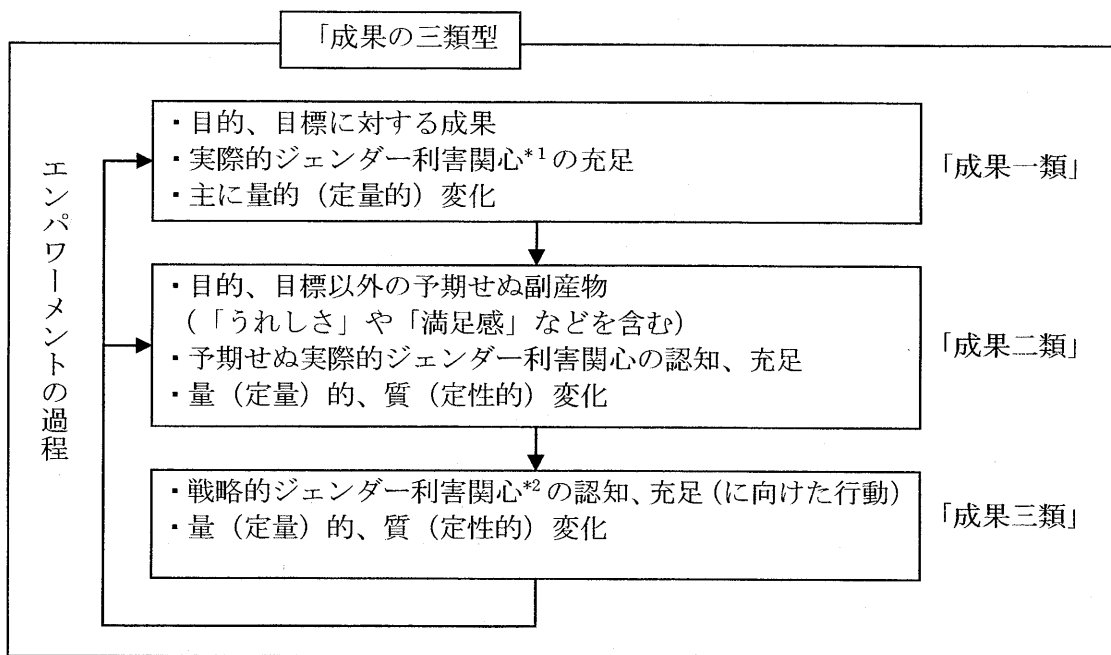 「成果の三類型
・目的、目標に対する成果
・実際的ジェンダー利害関心*1 の充足
・主に量的（定量的）変化
「成果一類」
・目的、目標以外の予期せぬ副産物
（「うれしさ」や「満足感」などを含む）
・予期せぬ実際的ジェンダー利害関心の認知、充足
・量（定量）的、質（定性的）変化
「成果二類」
・戦略的ジェンダー利害関心*2 の認知、充足（に向けた行動）
・量（定量）的、質（定性的）変化
「成果三類」
エンパワーメントの過程